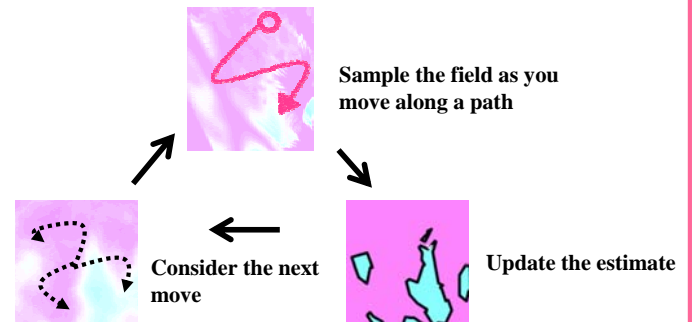 Sample the field as you
move along a path
Update the estimate
Consider the next
move